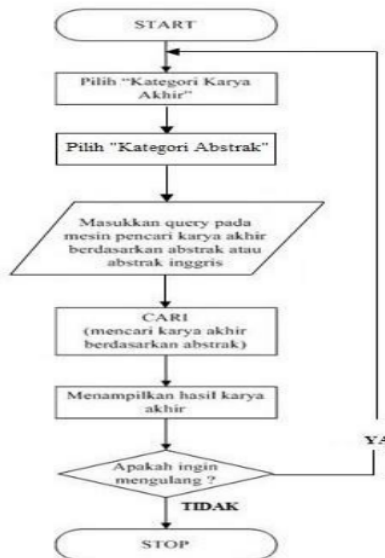 START
Pilih “Kategori Karya
Akhir”
Pilih "Kategori Abstrak"
Masukkan query pada
mesin pencari karya akhir
berdasarkan abstrak atau
abstrak inggris
CARI
(mencari karya akhir
berdasarkan abstrak)
Menampilkan hasil karya
akhir
Apakah ingin
mengulang ?
YA
TIDAK
STOP